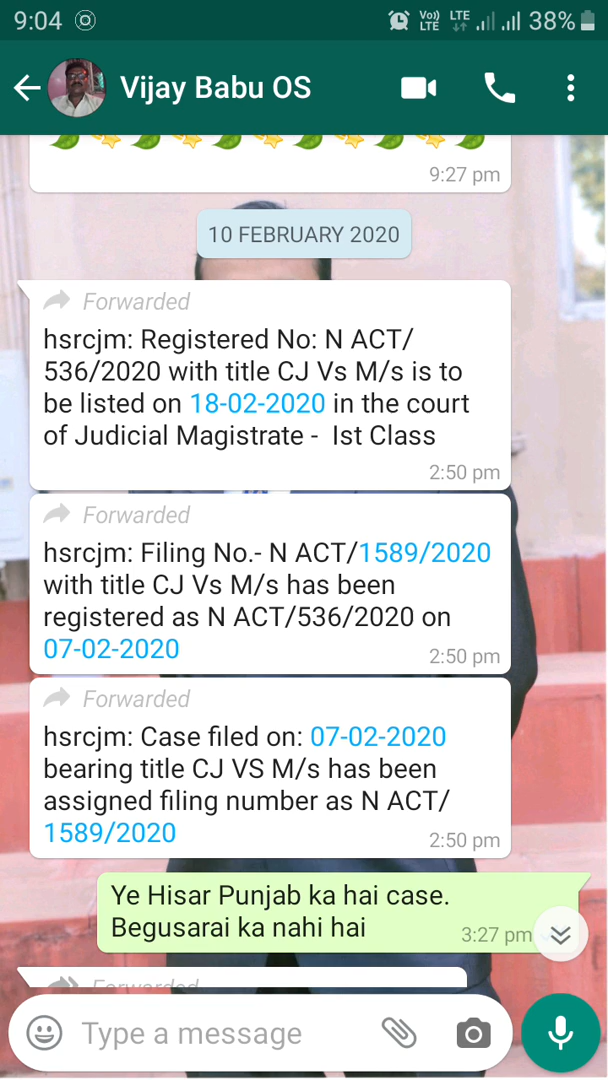 9:04
Vo)) LTE LTE 38%
Vijay Babu OS
9:27 pm
10 FEBRUARY 2020
Forwarded
hsrcjm: Registered No: N ACT/
536/2020 with title CJ Vs M/s is to
be listed on 18-02-2020 in the court
of Judicial Magistrate - Ist Class
2:50 pm
Forwarded
hsrcjm: Filing No.- N ACT/1589/2020
with title CJ Vs M/s has been
registered as N ACT/536/2020 on
07-02-2020
2:50 pm
Forwarded
hsrcjm: Case filed on: 07-02-2020
bearing title CJ VS M/s has been
assigned filing number as N ACT/
1589/2020
2:50 pm
Ye Hisar Punjab ka hai case.
Begusarai ka nahi hai
3:27 pm
Forwarded
Type a message